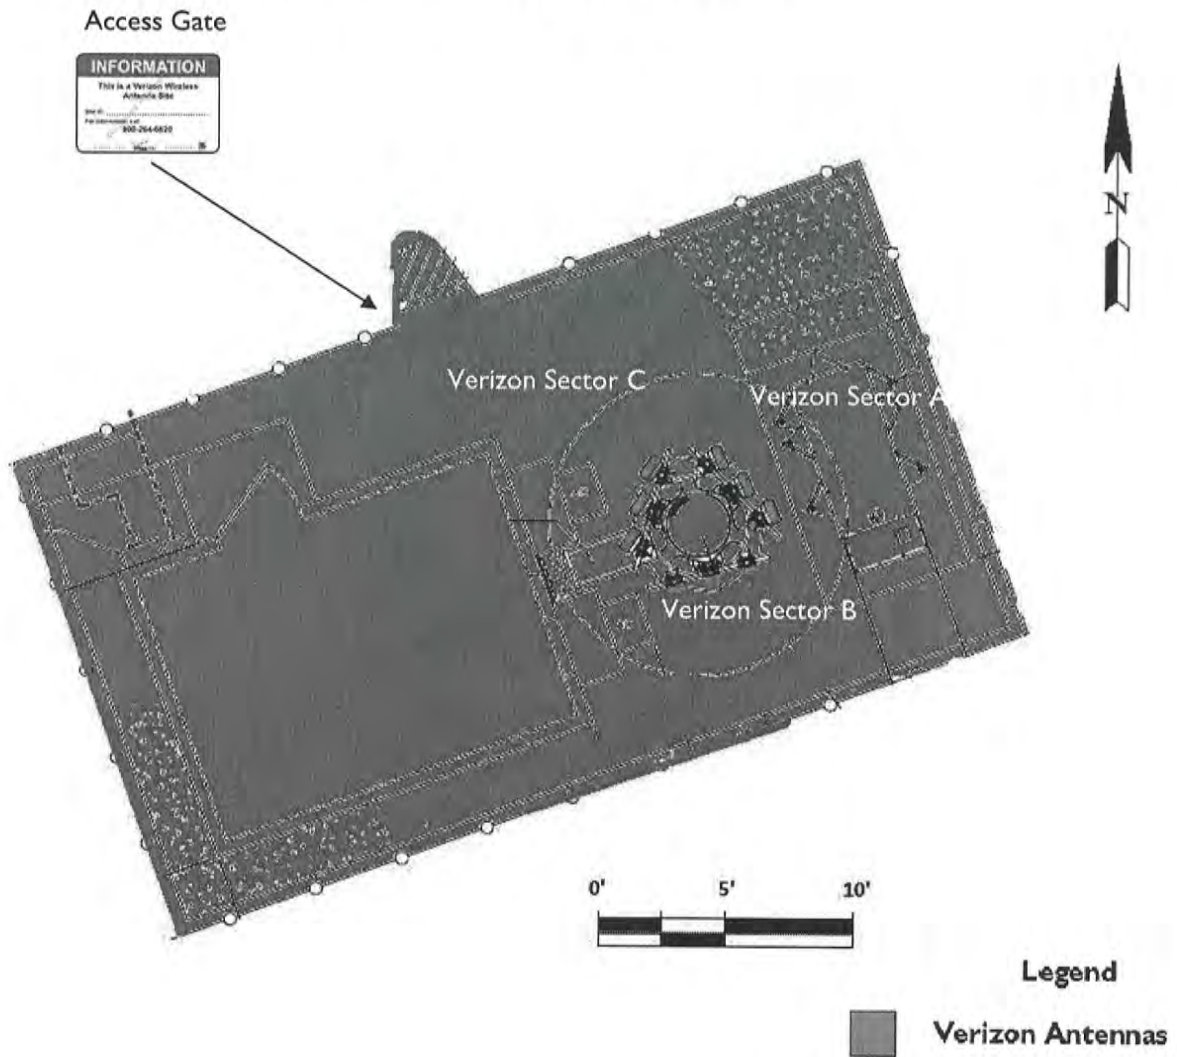 Access Gate
INFORMATION
This is a Verizon Wireless
Antenna Site
800-264-6620
N
Verizon Sector C
Verizon Sector A
Verizon Sector B
0' 5' 10'
Legend
Verizon Antennas